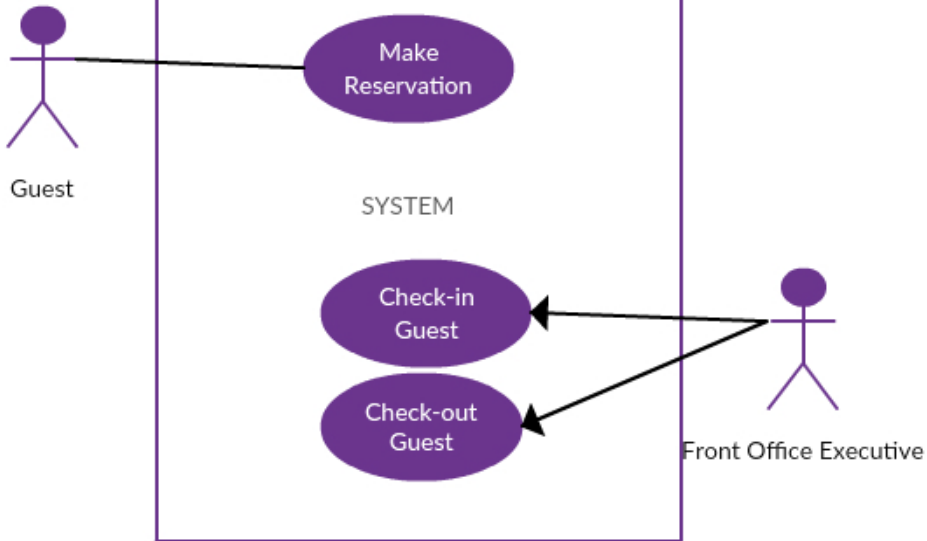 Make
Reservation
Guest
SYSTEM
Check-in
Guest
Check-out
Guest
Front Office Executive